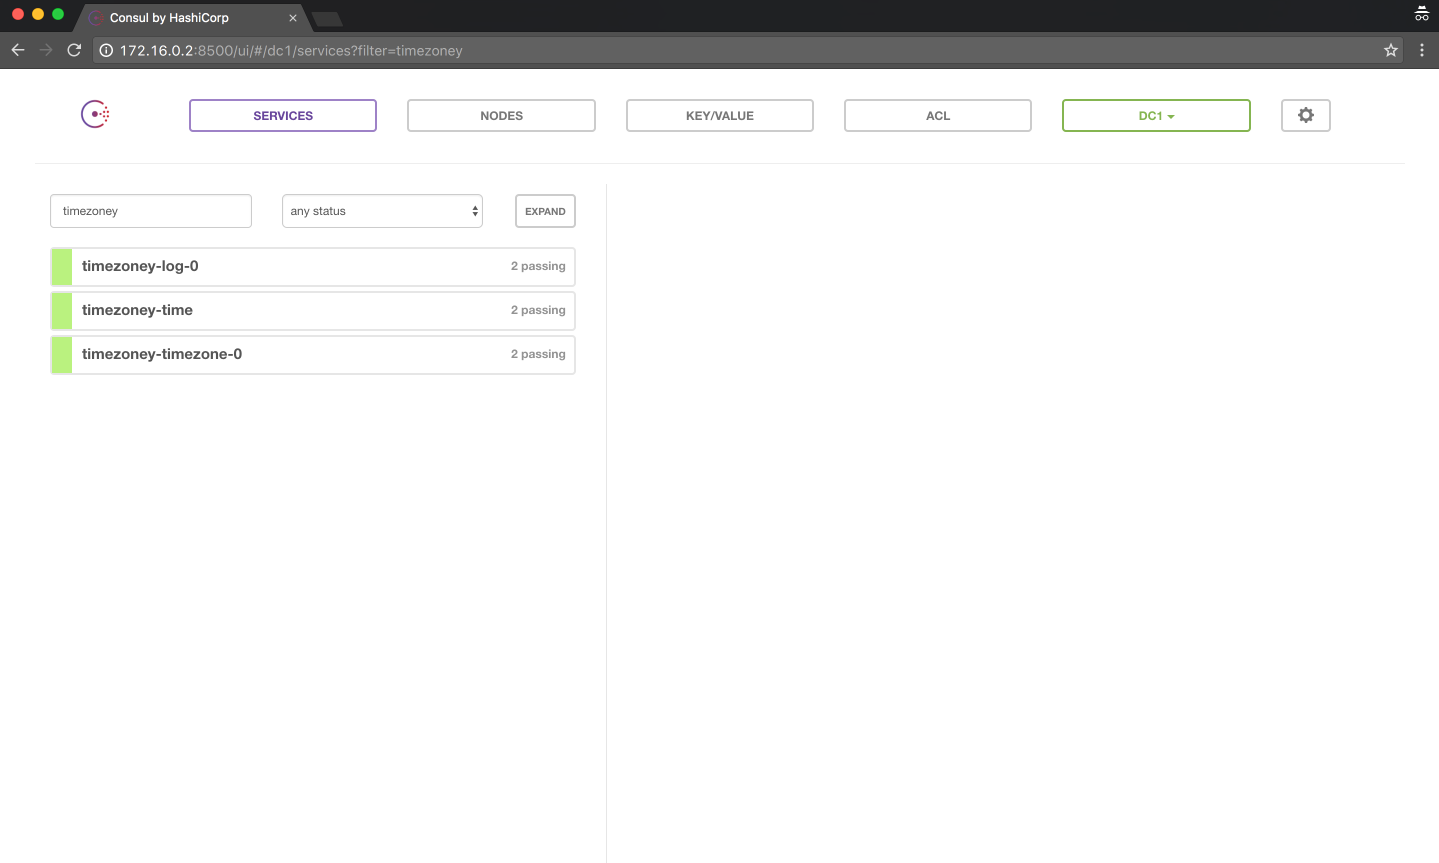 Consul by HashiCorp
172.16.0.2:8500/ui/#/dc1/services?filter=timezoney
SERVICES NODES KEY/VALUE ACL DC1
timezoney any status EXPAND
timezoney-log-0 2 passing
timezoney-time 2 passing
timezoney-timezone-0 2 passing